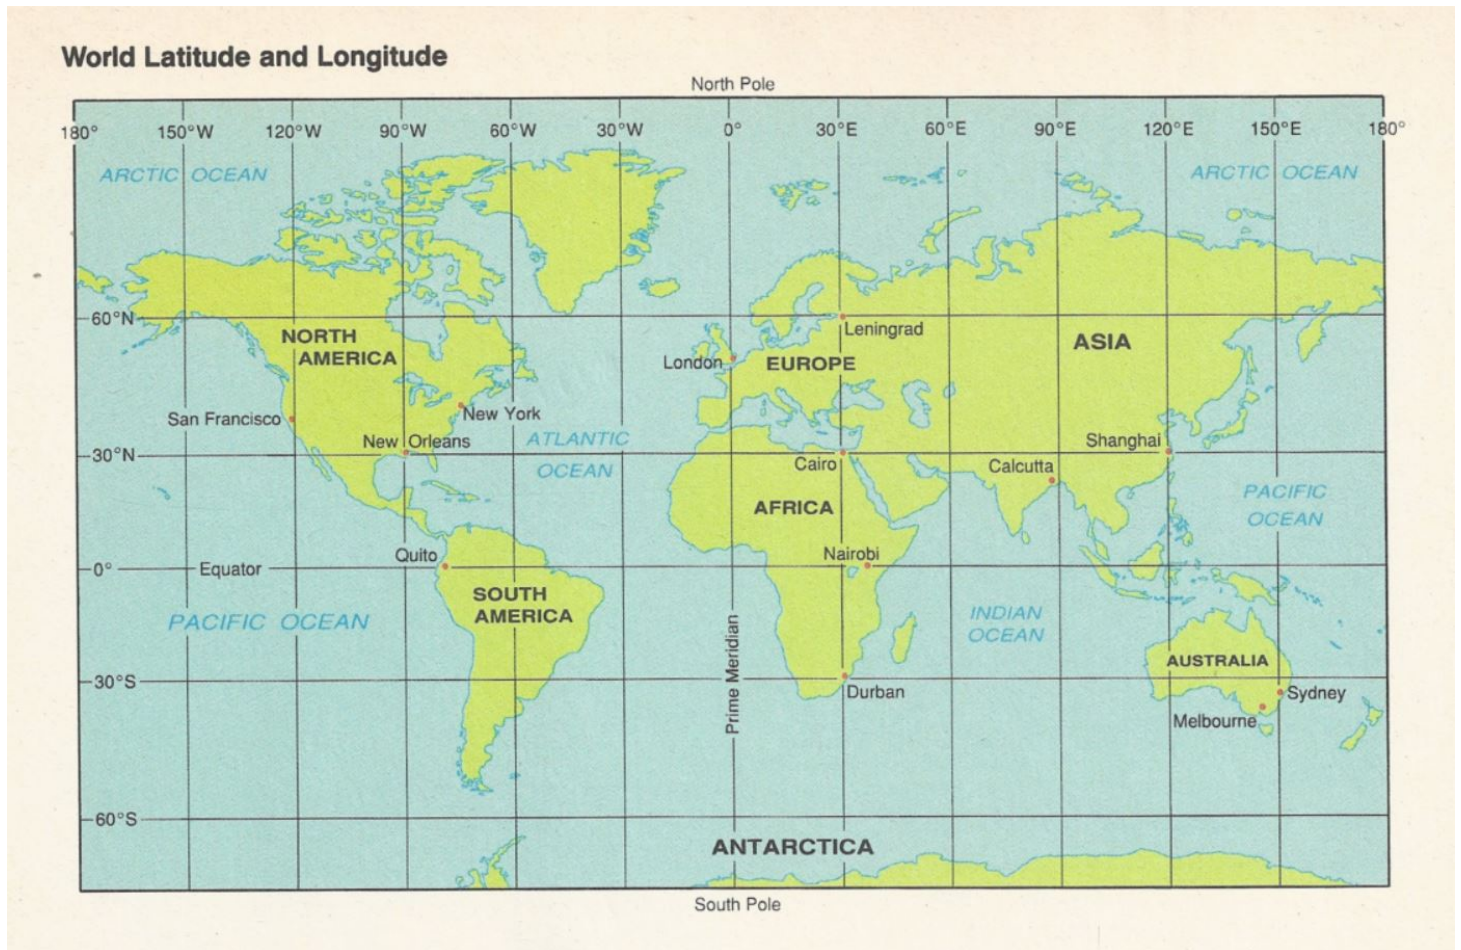 World Latitude and Longitude
North Pole
180° 150°W 120°W 90°W 60°W 30°W 0° 30°E 60°E 90°E 120°E 150°E 180°
ARCTIC OCEAN
ARCTIC OCEAN
60°N
NORTH
AMERICA
Leningrad
ASIA
London
EUROPE
San Francisco
New York
New Orleans
ATLANTIC
OCEAN
Shanghai
30°N
Cairo
Calcutta
AFRICA
PACIFIC
OCEAN
Quito
Nairobi
0°
Equator
SOUTH
AMERICA
PACIFIC OCEAN
INDIAN
OCEAN
Prime Meridian
AUSTRALIA
30°S
Durban
Sydney
Melbourne
60°S
ANTARCTICA
South Pole